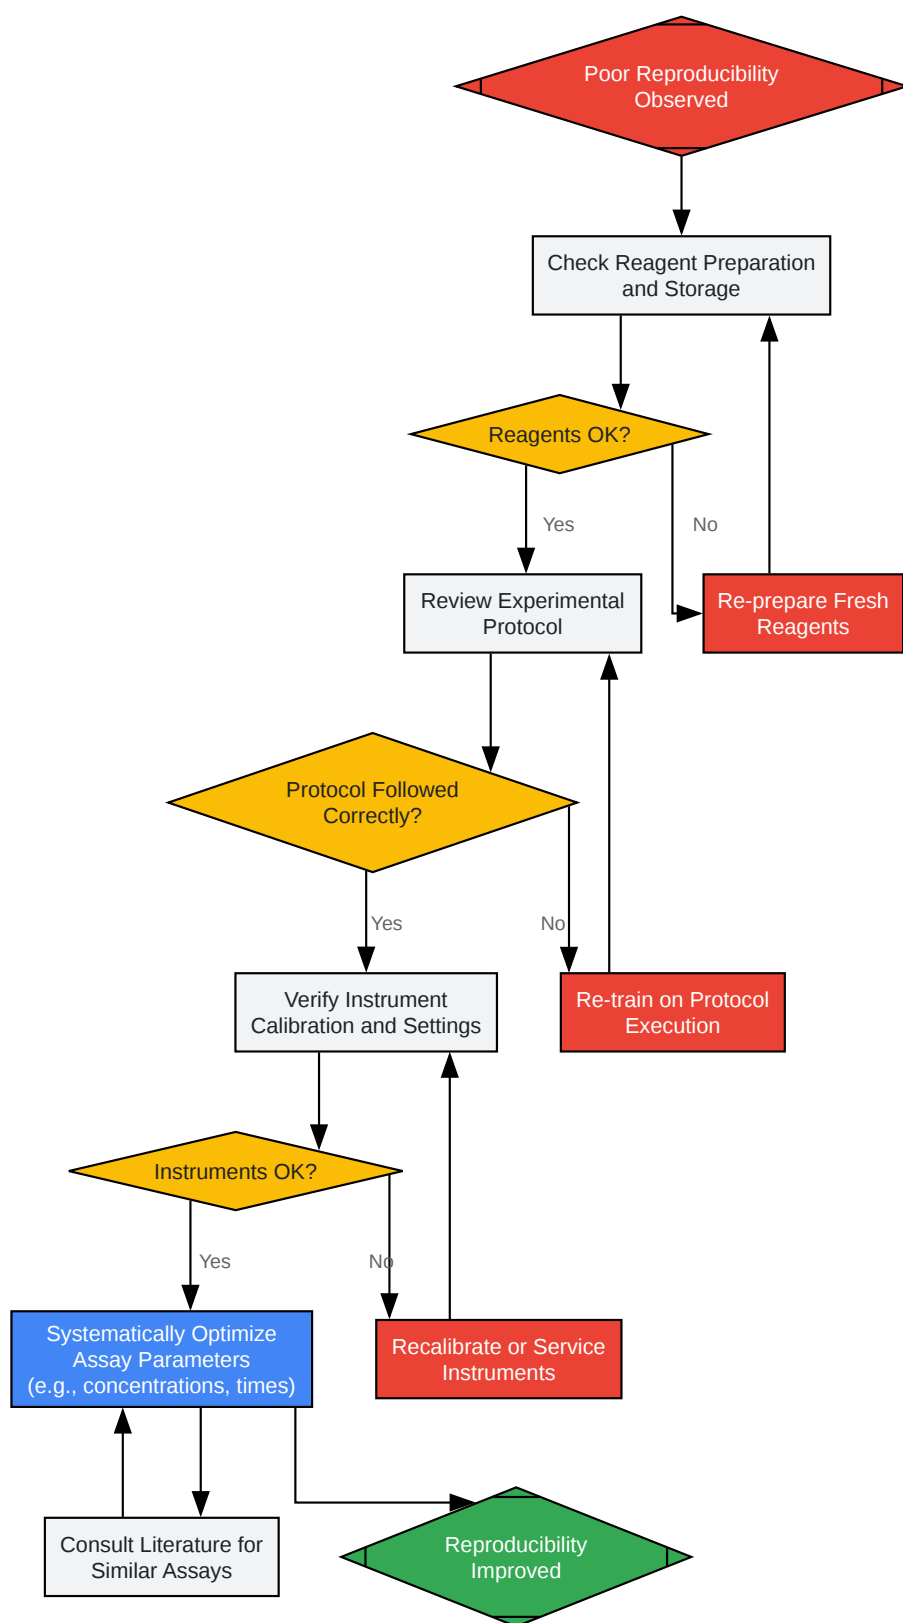 Poor Reproducibility
Observed
Check Reagent Preparation
and Storage
Reagents OK?
Yes
No
Review Experimental
Protocol
Re-prepare Fresh
Reagents
Protocol Followed
Correctly?
Yes
No
Verify Instrument
Calibration and Settings
Re-train on Protocol
Execution
Instruments OK?
Yes
No
Systematically Optimize
Assay Parameters
(e.g., concentrations, times)
Recalibrate or Service
Instruments
Consult Literature for
Similar Assays
Reproducibility
Improved